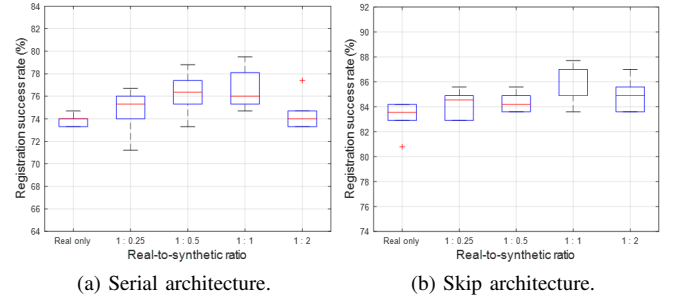 84
82
80
78
76
74
72
70
68
66
64
Registration success rate (%)
Real only
1 : 0.25
1 : 0.5
1 : 1
1 : 2
Real-to-synthetic ratio
(a) Serial architecture.
92
90
88
86
84
82
80
78
76
74
Registration success rate (%)
Real only
1 : 0.25
1 : 0.5
1 : 1
1 : 2
Real-to-synthetic ratio
(b) Skip architecture.